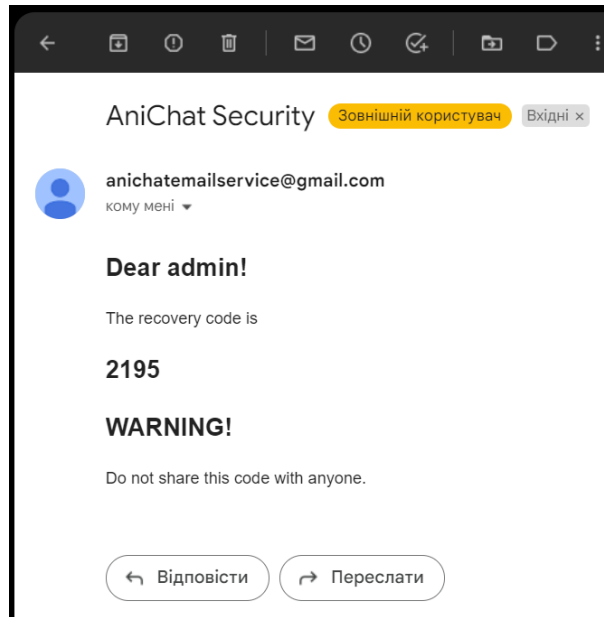 AniChat Security Зовнішній користувач Вхідні ×
anichatemailservice@gmail.com
кому мені
Dear admin!
The recovery code is
2195
WARNING!
Do not share this code with anyone.
Відповісти Переслати